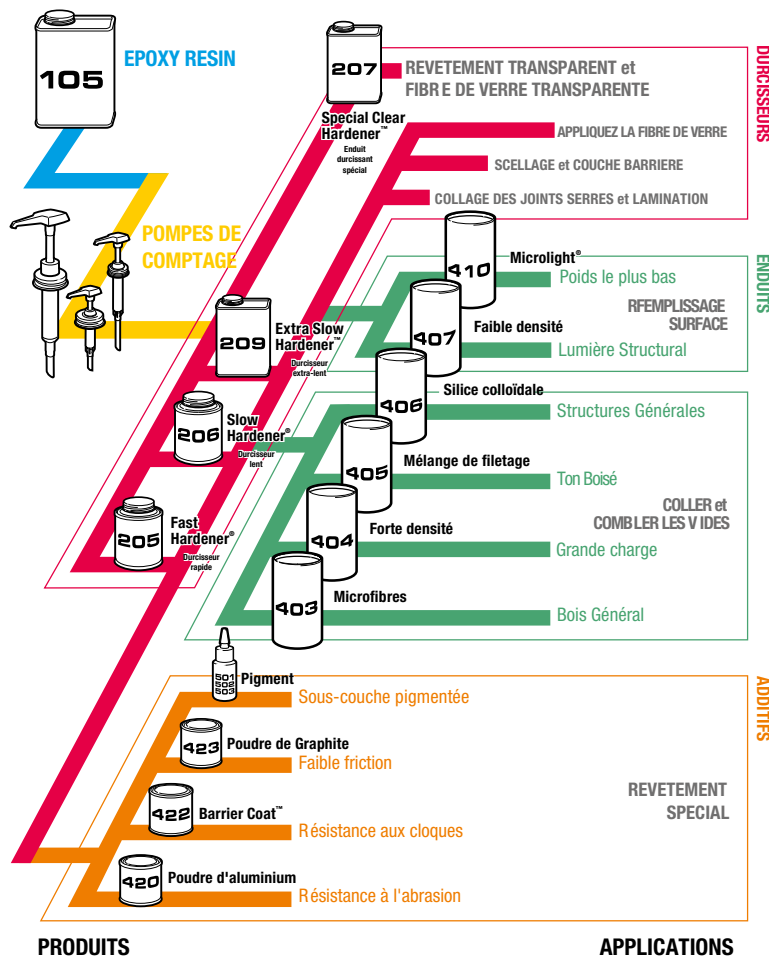 105
EPOXY RESIN
207
REVETEMENT TRANSPARENT et
FIBRE DE VERRE TRANSPARENTE
DURCISSEURS
Special Clear
Hardener™
Enduit
durcissant
spécial
APPLIQUEZ LA FIBRE DE VERRE
SCELLAGE et COUCHE BARRIERE
COLLAGE DES JOINTS SERRES et LAMINATION
POMPES DE
COMPTAGE
410
Microlight®
Poids le plus bas
ENDUITS
RFEMPLISSAGE
SURFACE
407
Faible densité
Lumière Structural
209
Extra Slow
Hardener™
Durcisseur
extra-lent
406
Silice colloïdale
Structures Générales
206
Slow
Hardener®
Durcisseur
lent
405
Mélange de filetage
Ton Boisé
COLLER et
COMBLER LES V IDES
205
Fast
Hardener®
Durcisseur
rapide
404
Forte densité
Grande charge
403
Microfibres
Bois Général
501
502
503
Pigment
Sous-couche pigmentée
ADDITIFS
423
Poudre de Graphite
Faible friction
REVETEMENT
SPECIAL
422
Barrier Coat™
Résistance aux cloques
420
Poudre d'aluminium
Résistance à l'abrasion
PRODUITS
APPLICATIONS